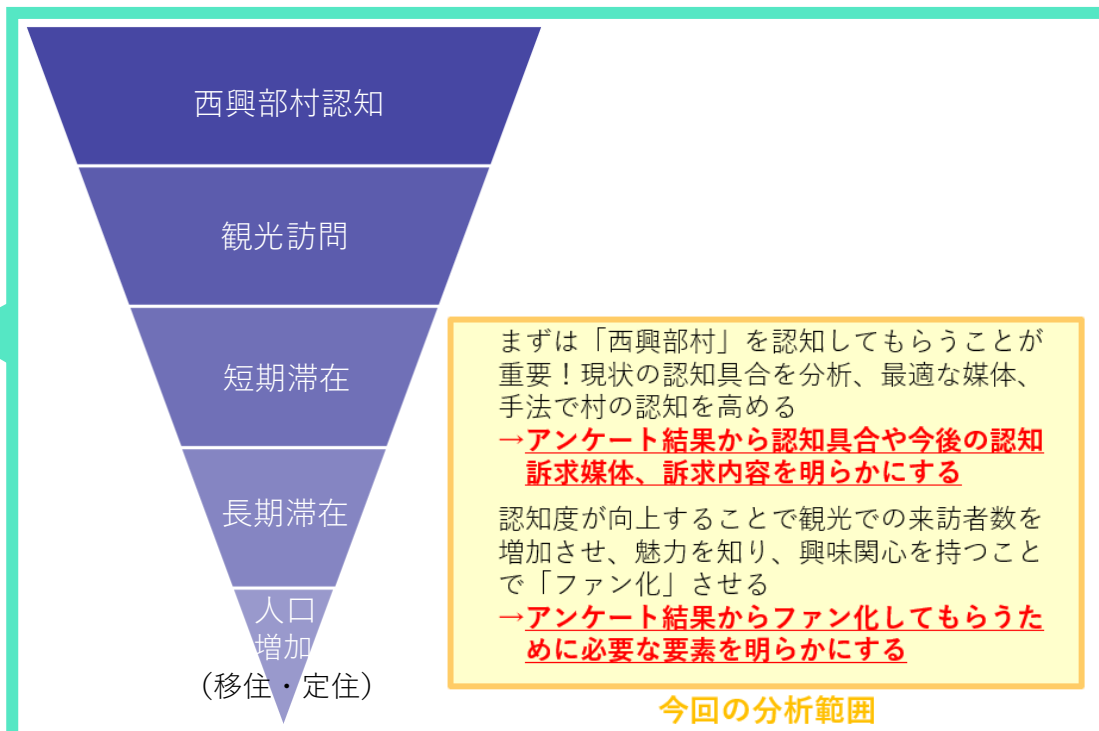 西興部村認知
観光訪問
短期滞在
長期滞在
人口
増加
（移住・定住）
まずは「西興部村」を認知してもらうことが
重要！現状の認知具合を分析、最適な媒体、
手法で村の認知を高める
→アンケート結果から認知具合や今後の認知
訴求媒体、訴求内容を明らかにする
認知度が向上することで観光での来訪者数を
増加させ、魅力を知り、興味関心を持つこと
で「ファン化」させる
→アンケート結果からファン化してもらうた
めに必要な要素を明らかにする
今回の分析範囲